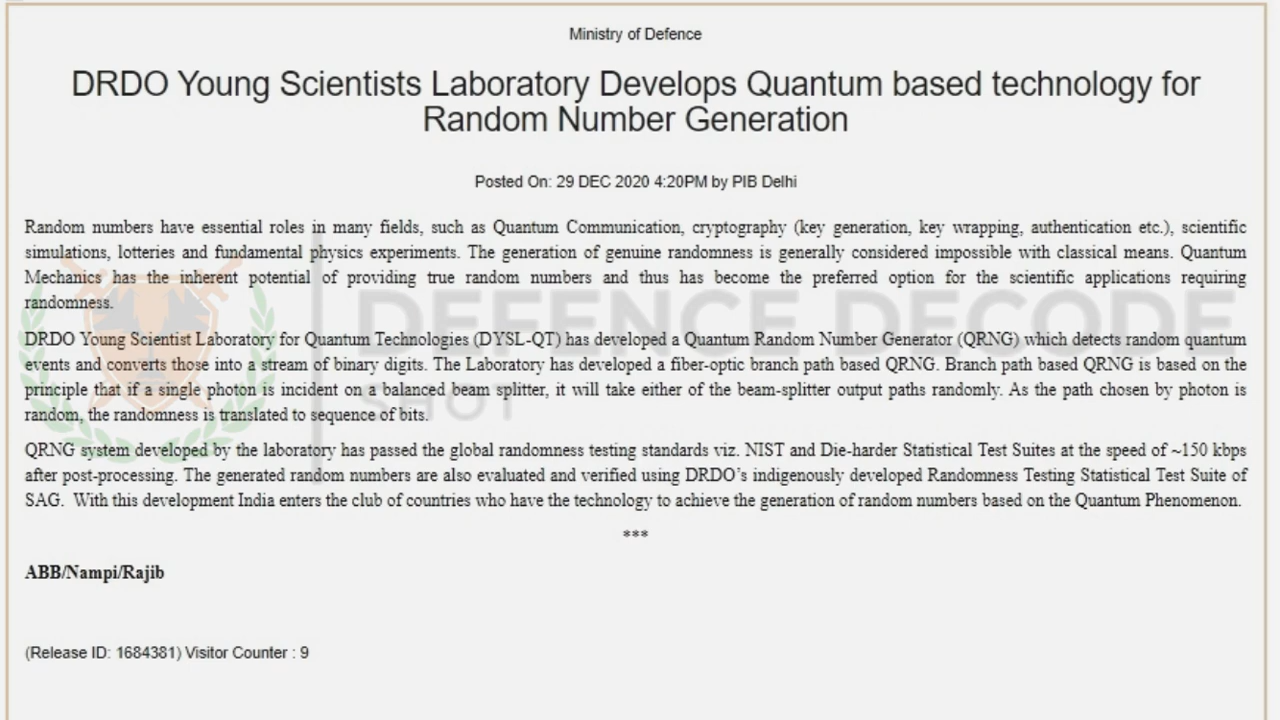 Ministry of Defence
DRDO Young Scientists Laboratory Develops Quantum based technology for
Random Number Generation
Posted On: 29 DEC 2020 4:20PM by PIB Delhi
Random numbers have essential roles in many fields, such as Quantum Communication, cryptography (key generation, key wrapping, authentication etc.), scientific
simulations, lotteries and fundamental physics experiments. The generation of genuine randomness is generally considered impossible with classical means. Quantum
Mechanics has the inherent potential of providing true random numbers and thus has become the preferred option for the scientific applications requiring
randomness.
DEFENCE DECODE
DRDO Young Scientist Laboratory for Quantum Technologies (DYSL-QT) has developed a Quantum Random Number Generator (QRNG) which detects random quantum
events and converts those into a stream of binary digits. The Laboratory has developed a fiber-optic branch path based QRNG. Branch path based QRNG is based on the
principle that if a single photon is incident on a balanced beam splitter, it will take either of the beam-splitter output paths randomly. As the path chosen by photon is
SHOT
random, the randomness is translated to sequence of bits.
QRNG system developed by the laboratory has passed the global randomness testing standards viz. NIST and Die-harder Statistical Test Suites at the speed of ~150 kbps
after post-processing. The generated random numbers are also evaluated and verified using DRDO's indigenously developed Randomness Testing Statistical Test Suite of
SAG. With this development India enters the club of countries who have the technology to achieve the generation of random numbers based on the Quantum Phenomenon.
***
ABB/Nampi/Rajib
(Release ID: 1684381) Visitor Counter : 9